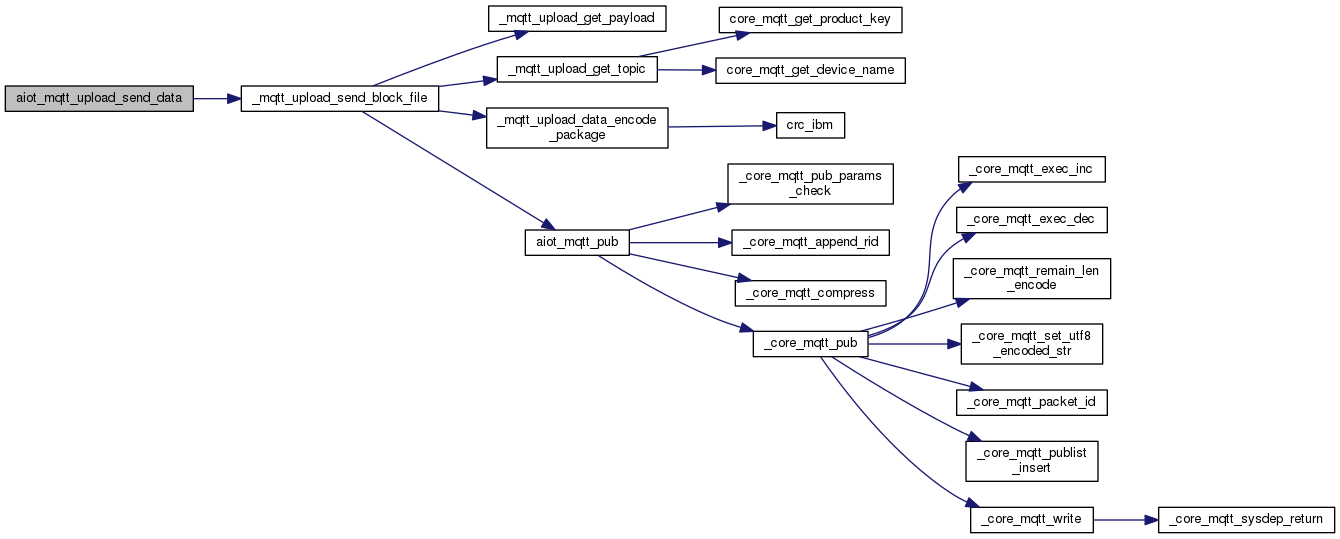 aiot_mqtt_upload_send_data
_mqtt_upload_send_block_file
_mqtt_upload_get_payload
_mqtt_upload_get_topic
core_mqtt_get_product_key
core_mqtt_get_device_name
_mqtt_upload_data_encode
_package
crc_ibm
aiot_mqtt_pub
_core_mqtt_pub_params
_check
_core_mqtt_append_rid
_core_mqtt_compress
_core_mqtt_pub
_core_mqtt_exec_inc
_core_mqtt_exec_dec
_core_mqtt_remain_len
_encode
_core_mqtt_set_utf8
_encoded_str
_core_mqtt_packet_id
_core_mqtt_publist
_insert
_core_mqtt_write
_core_mqtt_sysdep_return